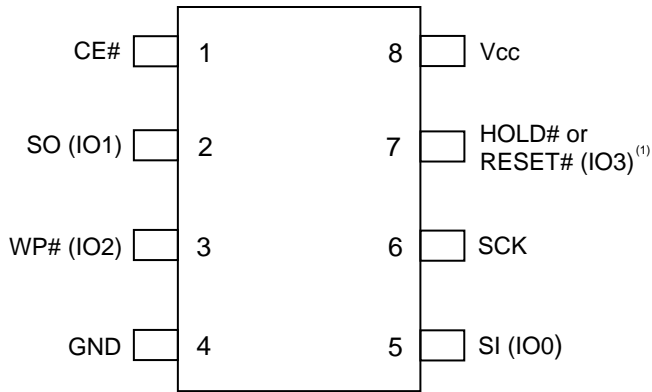 CE# 1 8 Vcc
SO (IO1) 2 7 HOLD# or
RESET# (IO3)(1)
WP# (IO2) 3 6 SCK
GND 4 5 SI (IO0)